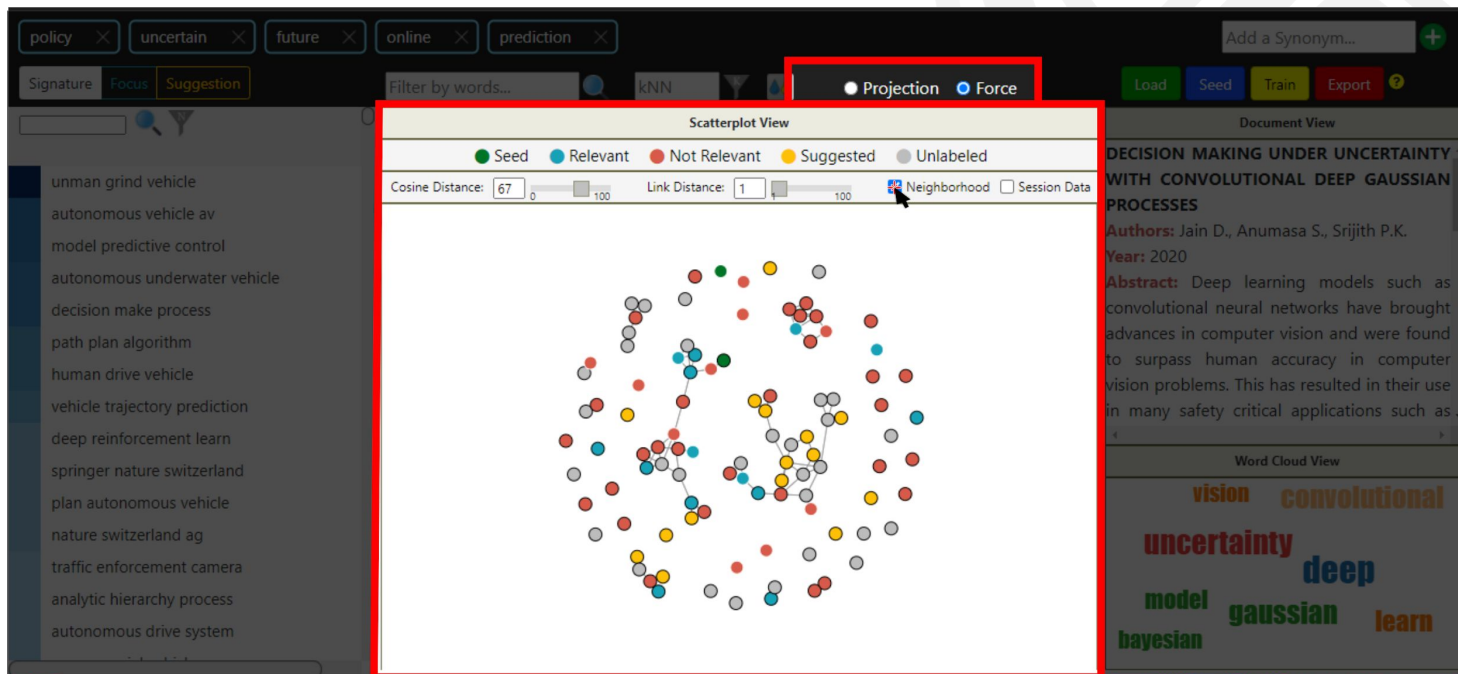 policy × uncertain × future × online × prediction ×
Add a Synonym...
Signature Focus Suggestion
Filter by words...
kNN
Projection Force
Load Seed Train Export ?
Scatterplot View
Seed Relevant Not Relevant Suggested Unlabeled
Cosine Distance: 67 0 100 Link Distance: 1 1 100 Neighborhood Session Data
unman grind vehicle
autonomous vehicle av
model predictive control
autonomous underwater vehicle
decision make process
path plan algorithm
human drive vehicle
vehicle trajectory prediction
deep reinforcement learn
springer nature switzerland
plan autonomous vehicle
nature switzerland ag
traffic enforcement camera
analytic hierarchy process
autonomous drive system
Document View
DECISION MAKING UNDER UNCERTAINTY
WITH CONVOLUTIONAL DEEP GAUSSIAN
PROCESSES
Authors: Jain D., Anumasa S., Srijith P.K.
Year: 2020
Abstract: Deep learning models such as
convolutional neural networks have brought
advances in computer vision and were found
to surpass human accuracy in computer
vision problems. This has resulted in their use
in many safety critical applications such as
Word Cloud View
vision convolutional
uncertainty
deep
model
gaussian
learn
bayesian